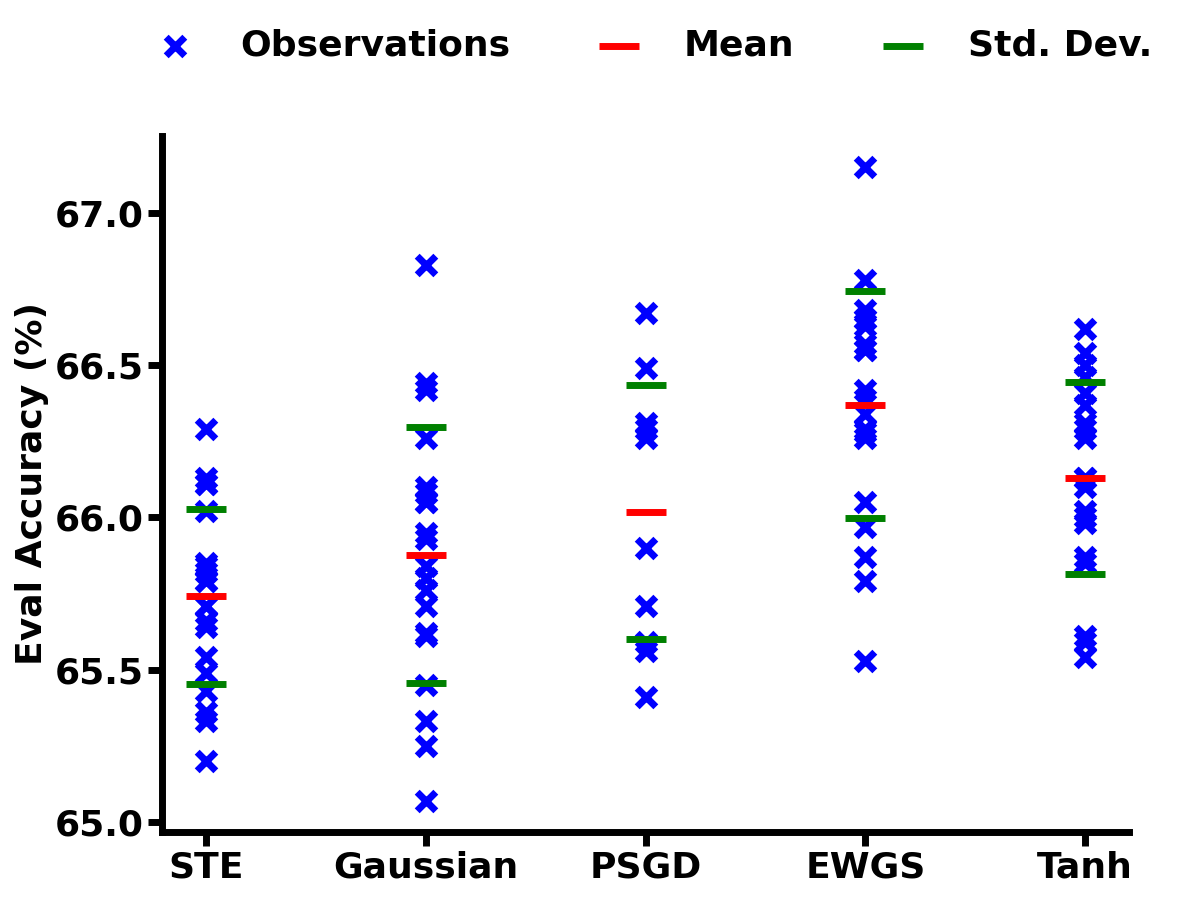 Observations Mean Std. Dev.
Eval Accuracy (%)
67.0
66.5
66.0
65.5
65.0
STE Gaussian PSGD EWGS Tanh